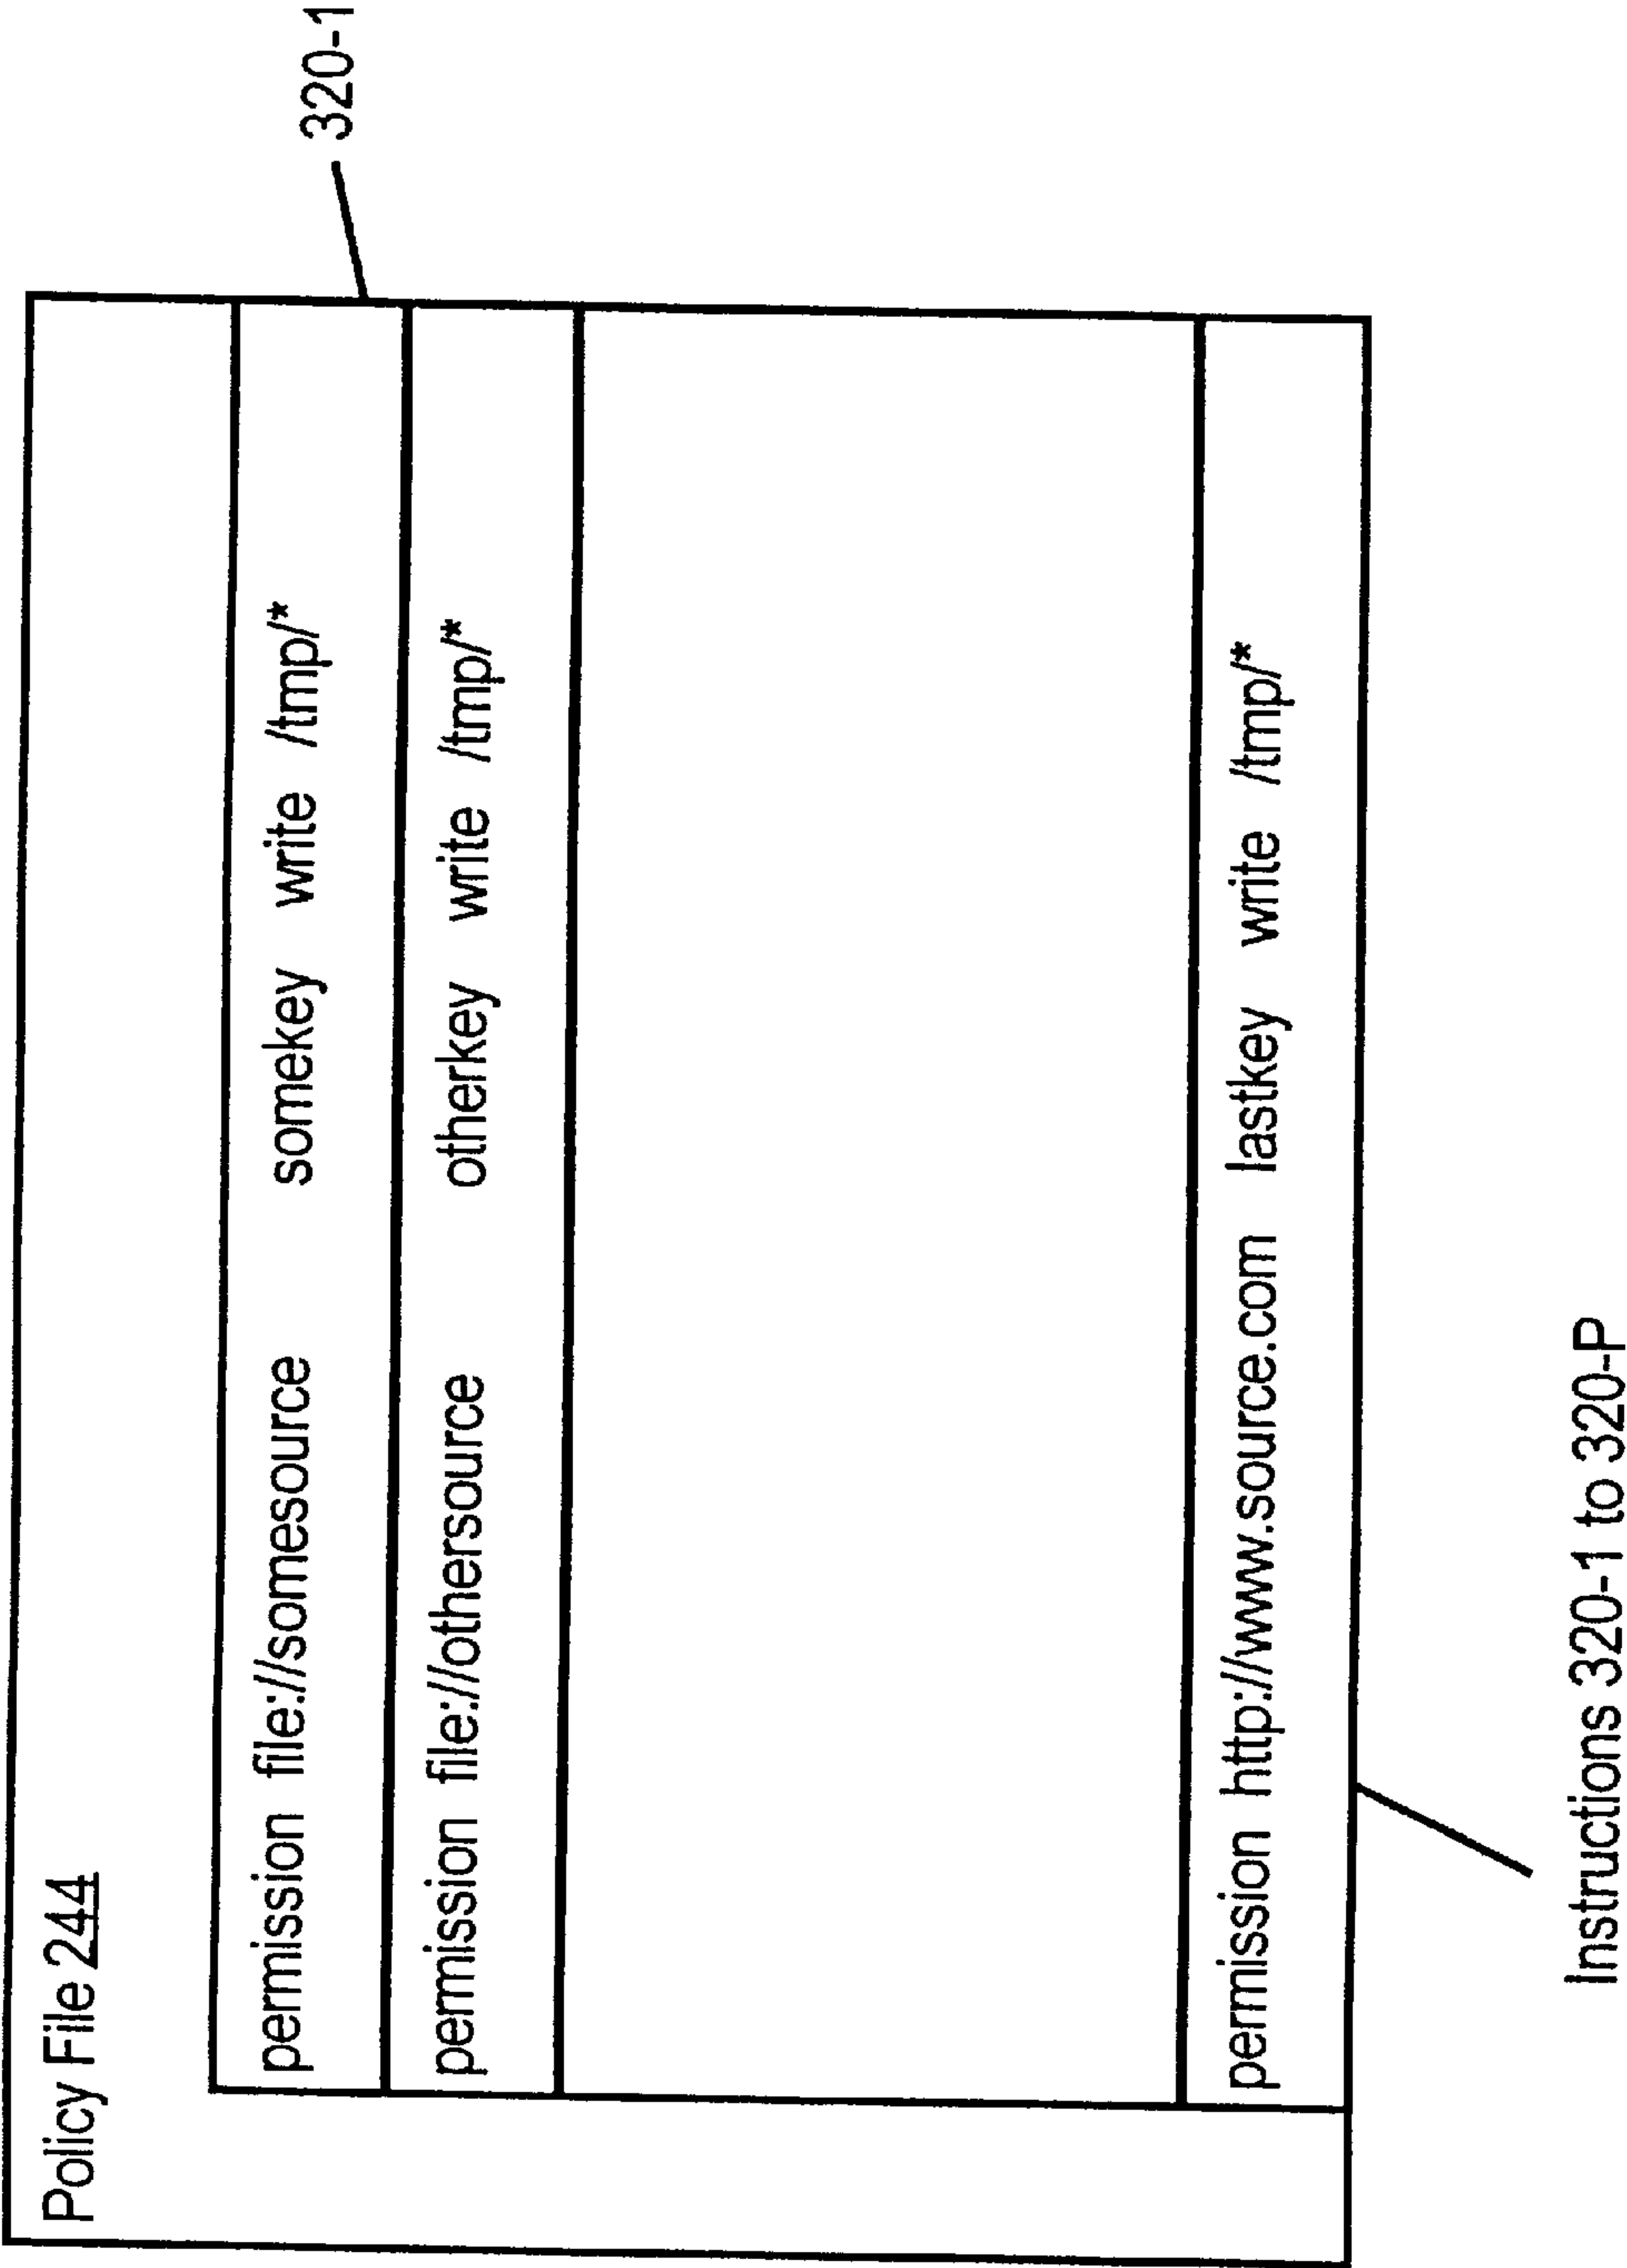 Policy File 244
permission file://somesource somekey write /tmp/*
320-1
permission file://othersource otherkey write /tmp/*
permission http://www.source.com lastkey write /tmp/*
Instructions 320-1 to 320-P